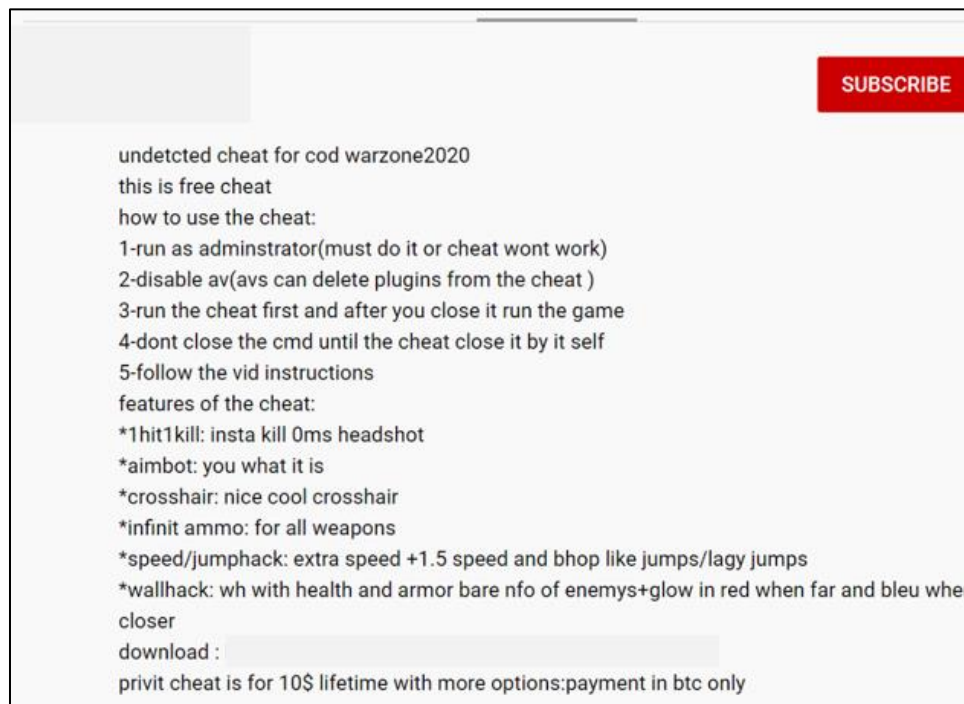 SUBSCRIBE
undetcted cheat for cod warzone2020
this is free cheat
how to use the cheat:
1-run as adminstrator(must do it or cheat wont work)
2-disable av(avs can delete plugins from the cheat )
3-run the cheat first and after you close it run the game
4-dont close the cmd until the cheat close it by it self
5-follow the vid instructions
features of the cheat:
*1hit1kill: insta kill 0ms headshot
*aimbot: you what it is
*crosshair: nice cool crosshair
*infinit ammo: for all weapons
*speed/jumphack: extra speed +1.5 speed and bhop like jumps/lagy jumps
*wallhack: wh with health and armor bare nfo of enemys+glow in red when far and bleu whe
closer
download :
privit cheat is for 10$ lifetime with more options:payment in btc only